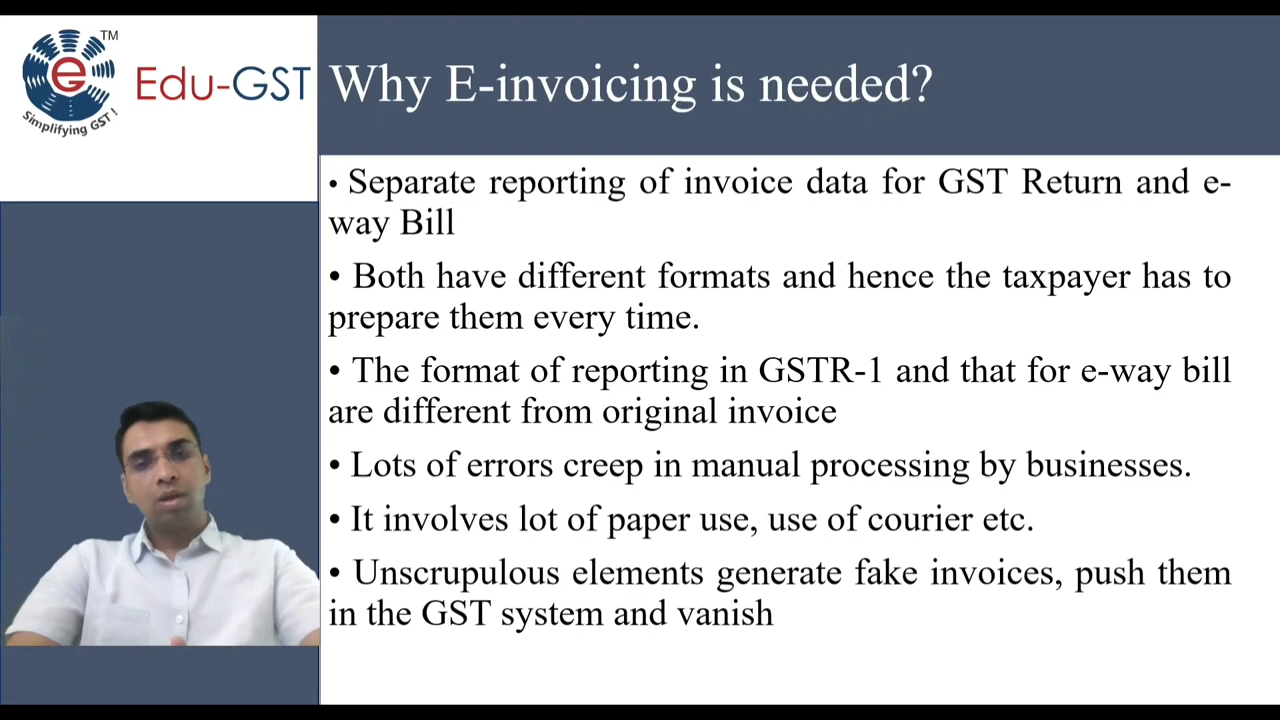 TM
e
Edu-GST
Simplifying GST !
Why E-invoicing is needed?
• Separate reporting of invoice data for GST Return and e-
way Bill
• Both have different formats and hence the taxpayer has to
prepare them every time.
• The format of reporting in GSTR-1 and that for e-way bill
are different from original invoice
• Lots of errors creep in manual processing by businesses.
• It involves lot of paper use, use of courier etc.
• Unscrupulous elements generate fake invoices, push them
in the GST system and vanish